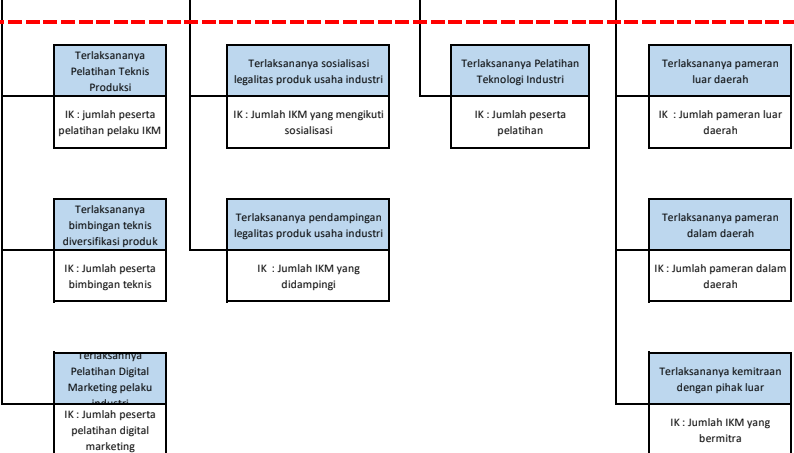 Terlaksananya
Pelatihan Teknis
Produksi
IK : jumlah peserta
pelatihan pelaku IKM
Terlaksananya sosialisasi
legalitas produk usaha industri
IK : Jumlah IKM yang mengikuti
sosialisasi
Terlaksananya Pelatihan
Teknologi Industri
IK : Jumlah peserta
pelatihan
Terlaksananya pameran
luar daerah
IK  : Jumlah pameran luar
daerah
Terlaksananya
bimbingan teknis
diversifikasi produk
IK : Jumlah peserta
bimbingan teknis
Terlaksananya pendampingan
legalitas produk usaha industri
IK  : Jumlah IKM yang
didampingi
Terlaksananya pameran
dalam daerah
IK : Jumlah pameran dalam
daerah
Terlaksannya
Pelatihan Digital
Marketing pelaku
industri
IK : Jumlah peserta
pelatihan digital
marketing
Terlaksananya kemitraan
dengan pihak luar
IK : Jumlah IKM yang
bermitra